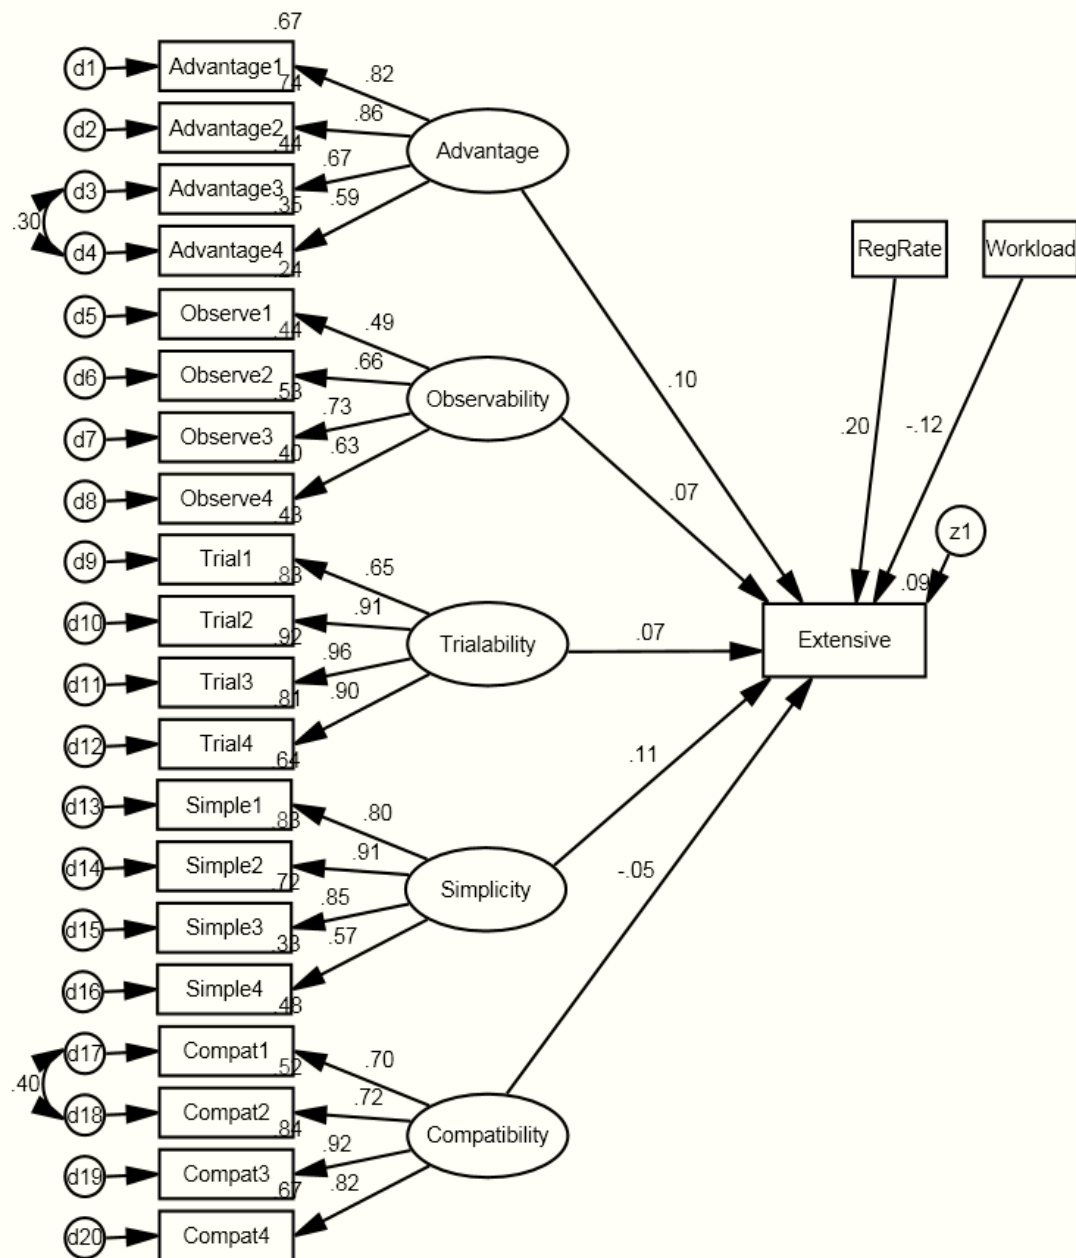 .67
d1 Advantage1 .82
.74
d2 Advantage2 .86
.44
d3 Advantage3 .67
.35
.30
d4 Advantage4 .59
.24
Advantage
d5 Observe1 .49
.44
d6 Observe2 .66
.53
d7 Observe3 .73
.40
d8 Observe4 .63
.43
Observability
d9 Trial1 .65
.83
d10 Trial2 .91
.92
d11 Trial3 .96
.81
d12 Trial4 .90
.64
Trialability
d13 Simple1 .80
.83
d14 Simple2 .91
.72
d15 Simple3 .85
.33
d16 Simple4 .57
.48
Simplicity
d17 Compat1 .70
.52
.40
d18 Compat2 .72
.84
d19 Compat3 .92
.67
d20 Compat4 .82
Compatibility
RegRate Workload
.10
.20 -.12
.07
z1
.09
.07
Extensive
.11
-.05